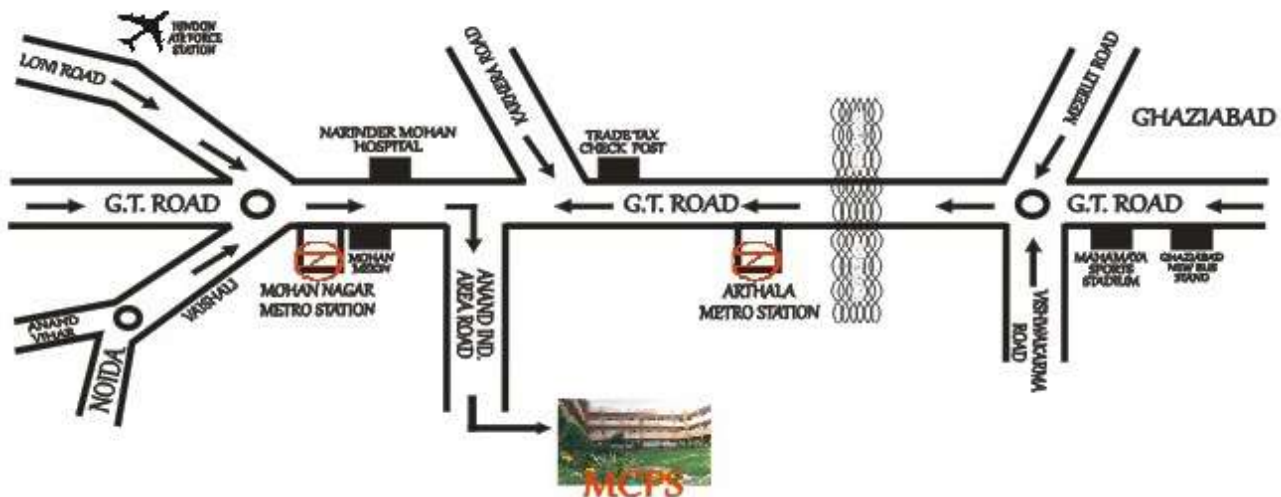 HINDON
AIR FORCE
STATION
LONI ROAD
KARHERA ROAD
MEERUT ROAD
GHAZIABAD
NARINDER MOHAN
HOSPITAL
TRADE TAX
CHECK POST
G.T. ROAD
G.T. ROAD
G.T. ROAD
MOHAN
MEKIN
MOHAN NAGAR
METRO STATION
VAISHALI
ANAND
VIHAR
NOIDA
ANAND IND.
AREA ROAD
ARTHALA
METRO STATION
VISHWAKARMA
ROAD
MAHAMAYA
SPORTS
STADIUM
GHAZIABAD
NEW BUS
STAND
MCPS